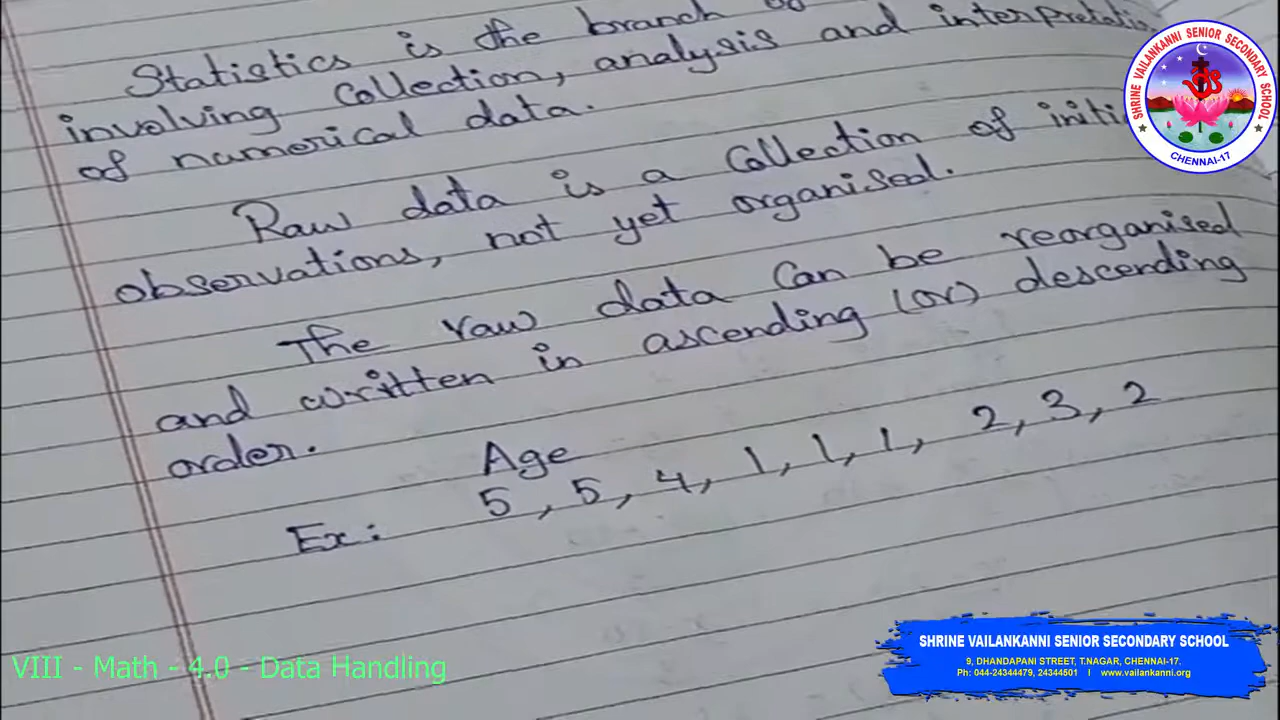 Statistics is the branch
involving collection, analysis and
of numerical data.
Raw data is a collection of
observations, not yet organised.
The raw data can be reorganised
and written in ascending (or) descending
order.
Age
Ex: 5, 5, 4, 1, 1, 1, 2, 3, 2
SHRINE VAILANKANNI SENIOR SECONDARY SCHOOL
CHENNAI-17
VIII - Math - 4.0 - Data Handling
SHRINE VAILANKANNI SENIOR SECONDARY SCHOOL
9, DHANDAPANI STREET, T.NAGAR, CHENNAI-17.
Ph: 044-24344479, 24344501 I www.vailankanni.org